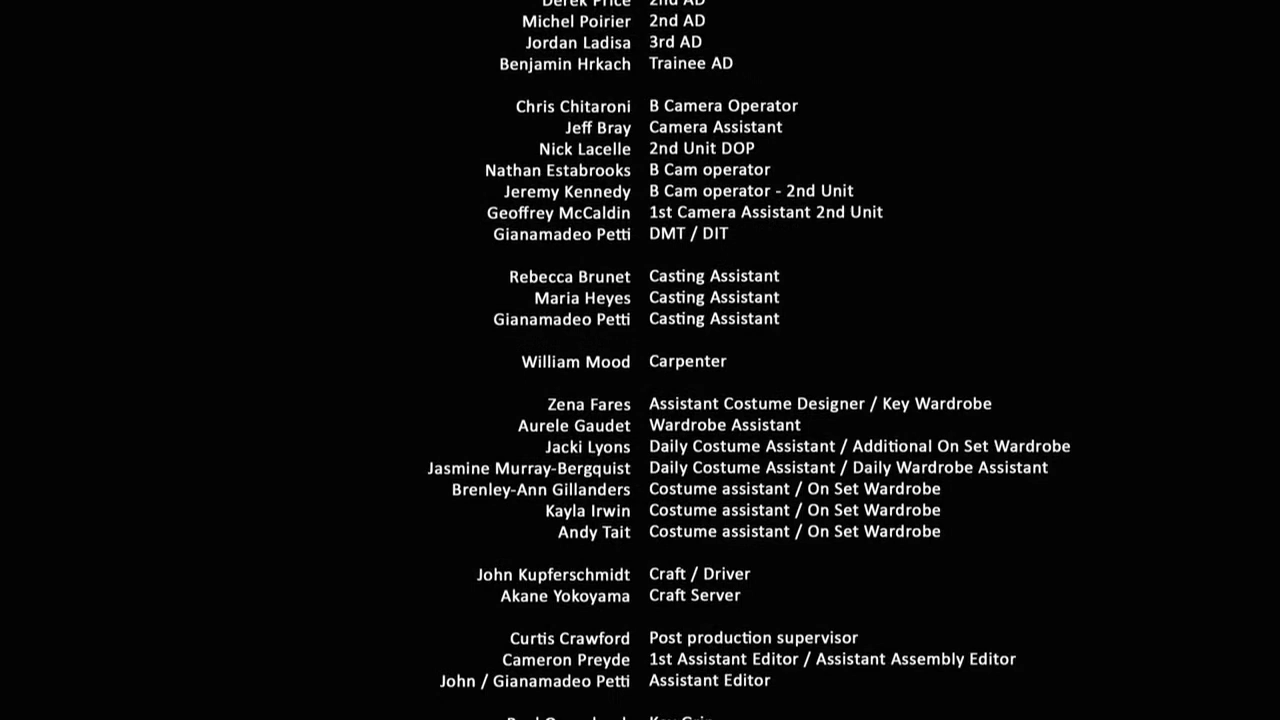 Derek Price 2nd AD
Michel Poirier 2nd AD
Jordan Ladisa 3rd AD
Benjamin Hrkach Trainee AD
Chris Chitaroni B Camera Operator
Jeff Bray Camera Assistant
Nick Lacelle 2nd Unit DOP
Nathan Estabrooks B Cam operator
Jeremy Kennedy B Cam operator - 2nd Unit
Geoffrey McCaldin 1st Camera Assistant 2nd Unit
Gianamadeo Petti DMT / DIT
Rebecca Brunet Casting Assistant
Maria Heyes Casting Assistant
Gianamadeo Petti Casting Assistant
William Mood Carpenter
Zena Fares Assistant Costume Designer / Key Wardrobe
Aurele Gaudet Wardrobe Assistant
Jacki Lyons Daily Costume Assistant / Additional On Set Wardrobe
Jasmine Murray-Bergquist Daily Costume Assistant / Daily Wardrobe Assistant
Brenley-Ann Gillanders Costume assistant / On Set Wardrobe
Kayla Irwin Costume assistant / On Set Wardrobe
Andy Tait Costume assistant / On Set Wardrobe
John Kupferschmidt Craft / Driver
Akane Yokoyama Craft Server
Curtis Crawford Post production supervisor
Cameron Preyde 1st Assistant Editor / Assistant Assembly Editor
John / Gianamadeo Petti Assistant Editor
Key Grip